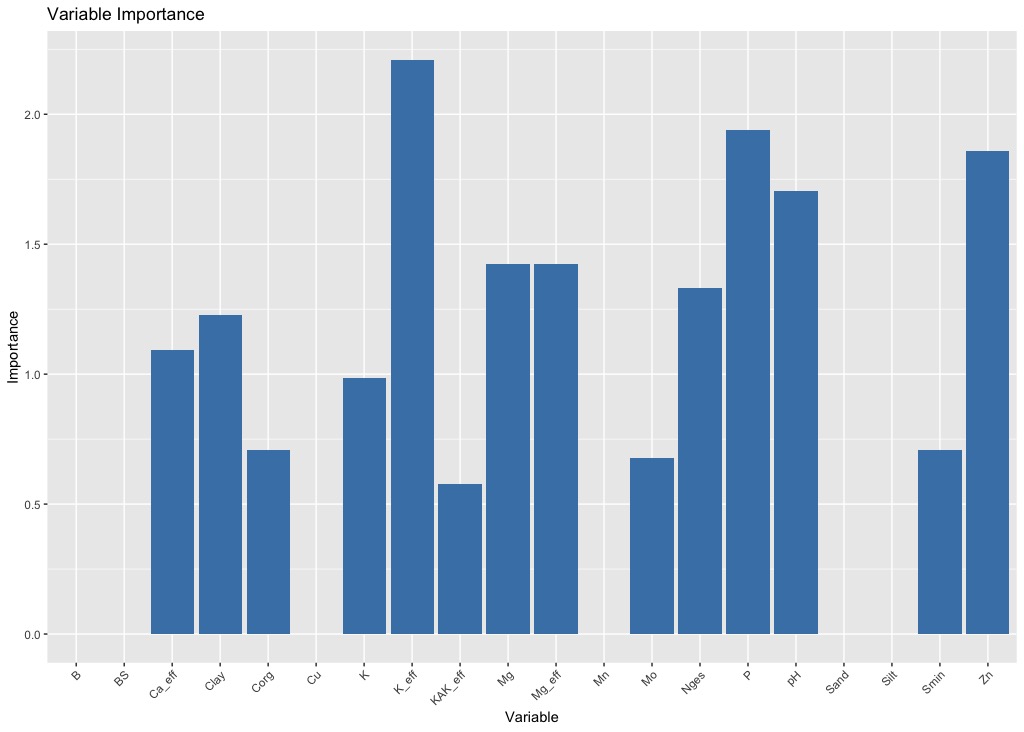 Variable Importance
Importance
2.0
1.5
1.0
0.5
0.0
B
BS
Ca_eff
Clay
Corg
Cu
K
K_eff
KAK_eff
Mg
Mg_eff
Mn
Mo
Nges
P
pH
Sand
Silt
Smin
Zn
Variable